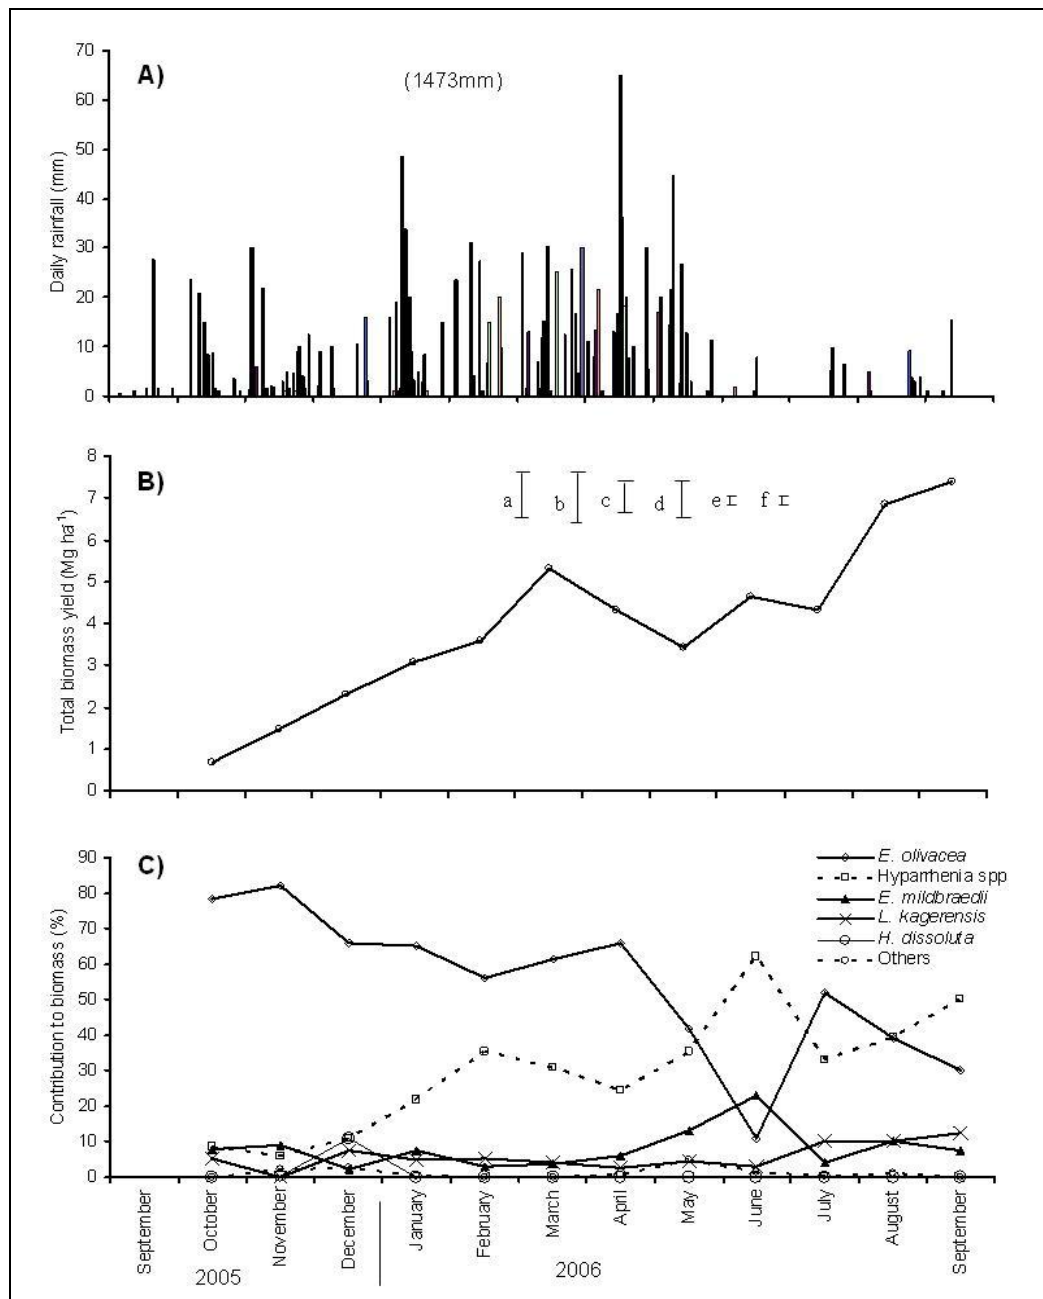 A)
(1473mm)
Daily rainfall (mm)
70
60
50
40
30
20
10
0
B)
Total biomass yield (Mg ha⁻¹)
8
7
6
5
4
3
2
1
0
a b c d e f
C)
Contribution to biomass (%)
90
80
70
60
50
40
30
20
10
0
E. olivacea
Hyparrhenia spp
E. mildbraedii
L. kagerensis
H. dissoluta
Others
September
October
November
December
January
February
March
April
May
June
July
August
September
2005
2006